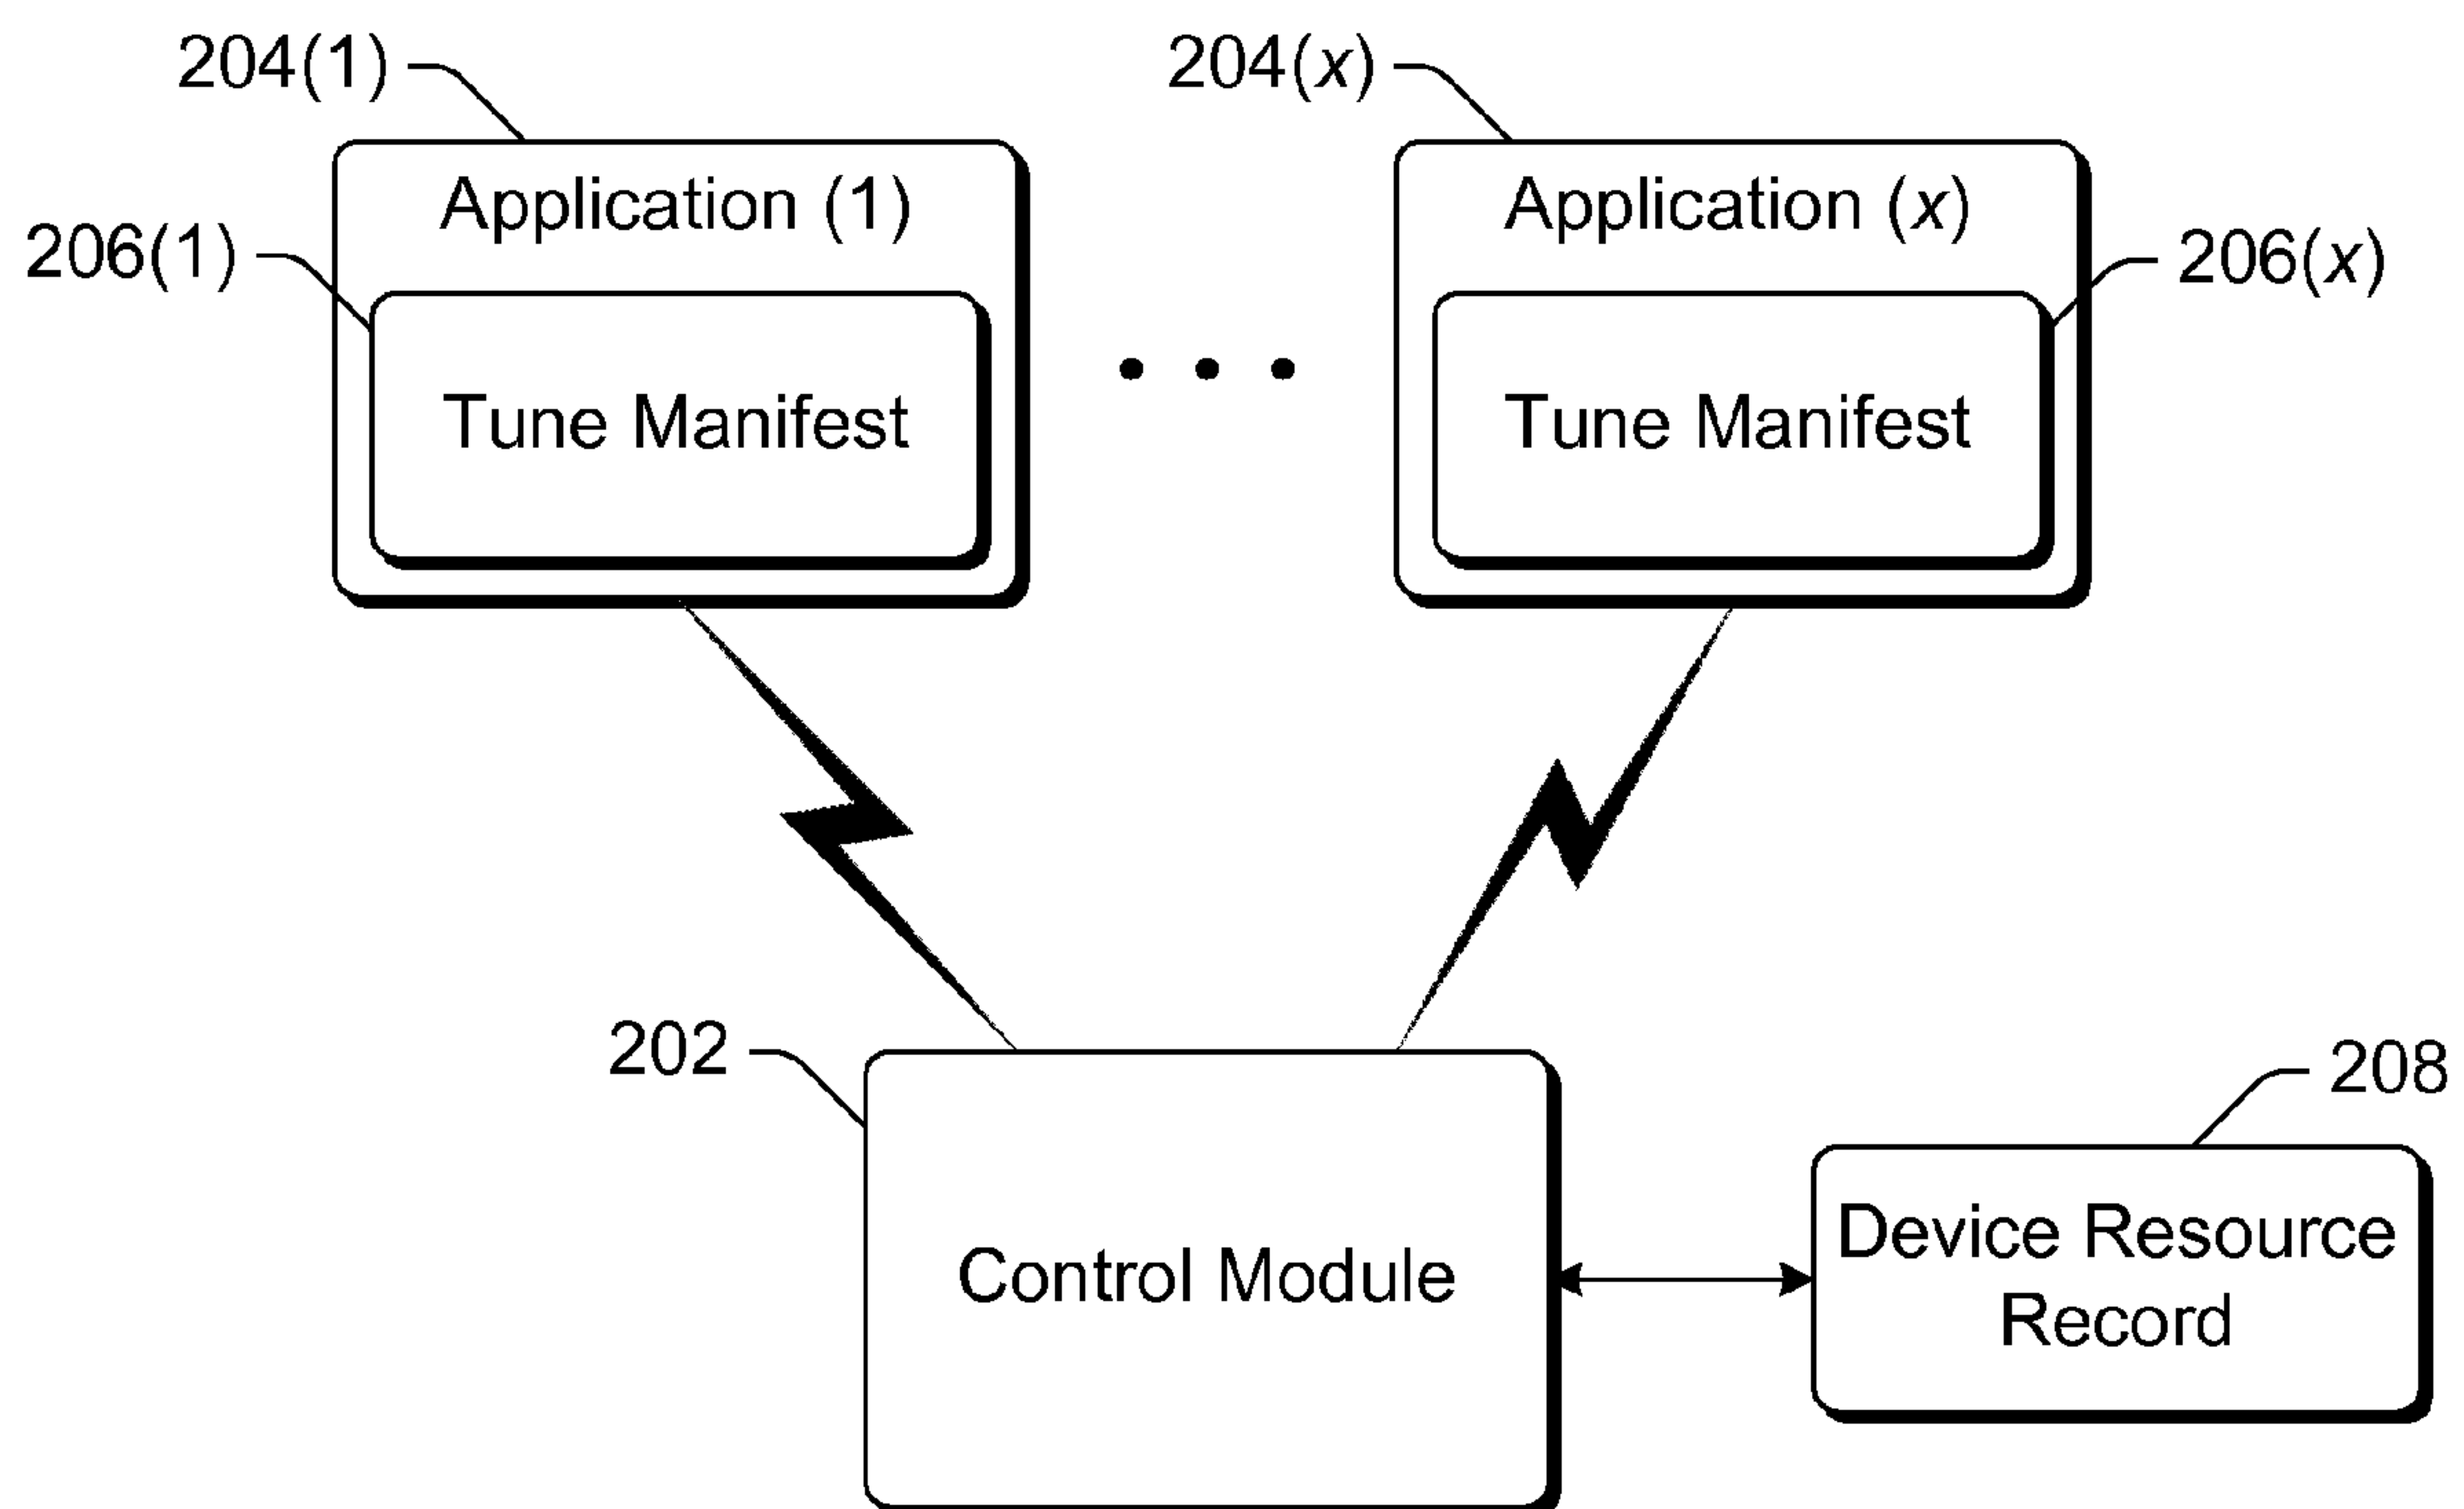 204(1)
204(x)
Application (1)
Application (x)
206(1)
206(x)
Tune Manifest
Tune Manifest
202
208
Control Module
Device Resource
Record